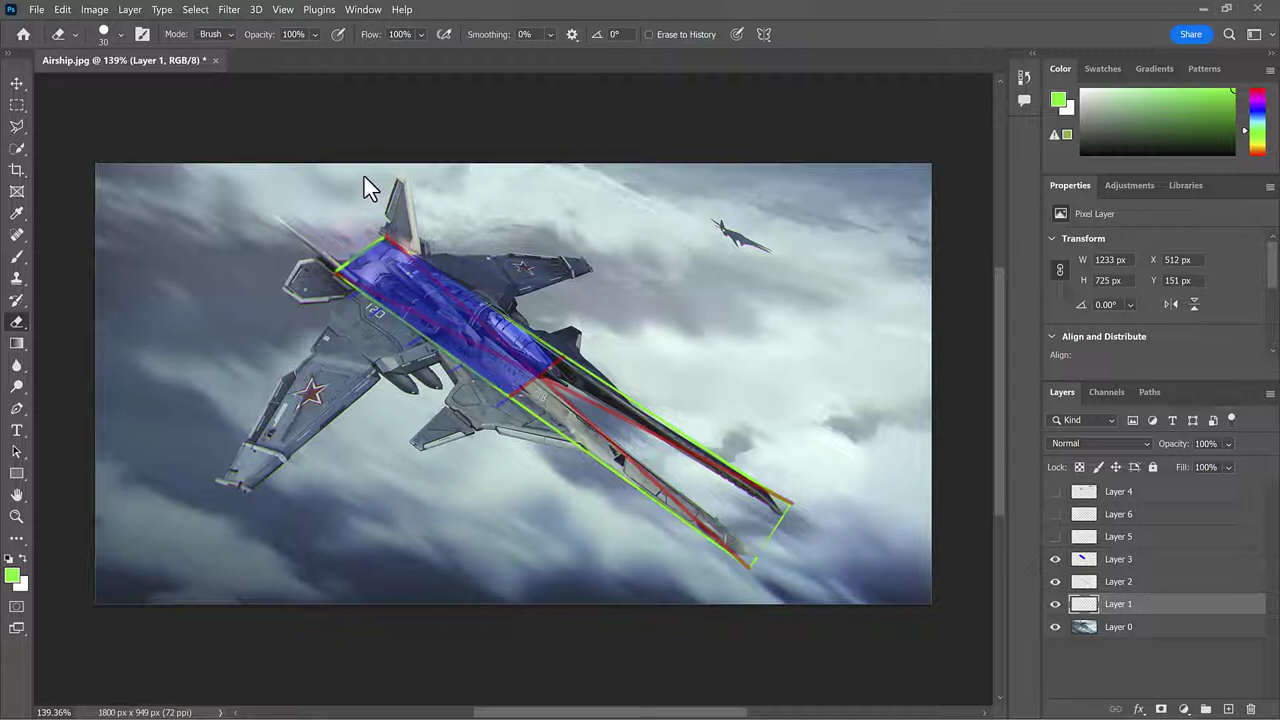 Ps File Edit Image Layer Type Select Filter 3D View Plugins Window Help
30 Mode: Brush Opacity: 100% Flow: 100% Smoothing: 0% 0° Erase to History Share
Airship.jpg @ 139% (Layer 1, RGB/8) *
Color Swatches Gradients Patterns
Properties Adjustments Libraries
Pixel Layer
Transform
W 1233 px X 512 px
H 725 px Y 151 px
0.00°
Align and Distribute
Align:
Layers Channels Paths
Kind
Normal Opacity: 100%
Lock: Fill: 100%
Layer 4
Layer 6
Layer 5
Layer 3
Layer 2
Layer 1
Layer 0
120
139.36% 1800 px x 949 px (72 ppi)